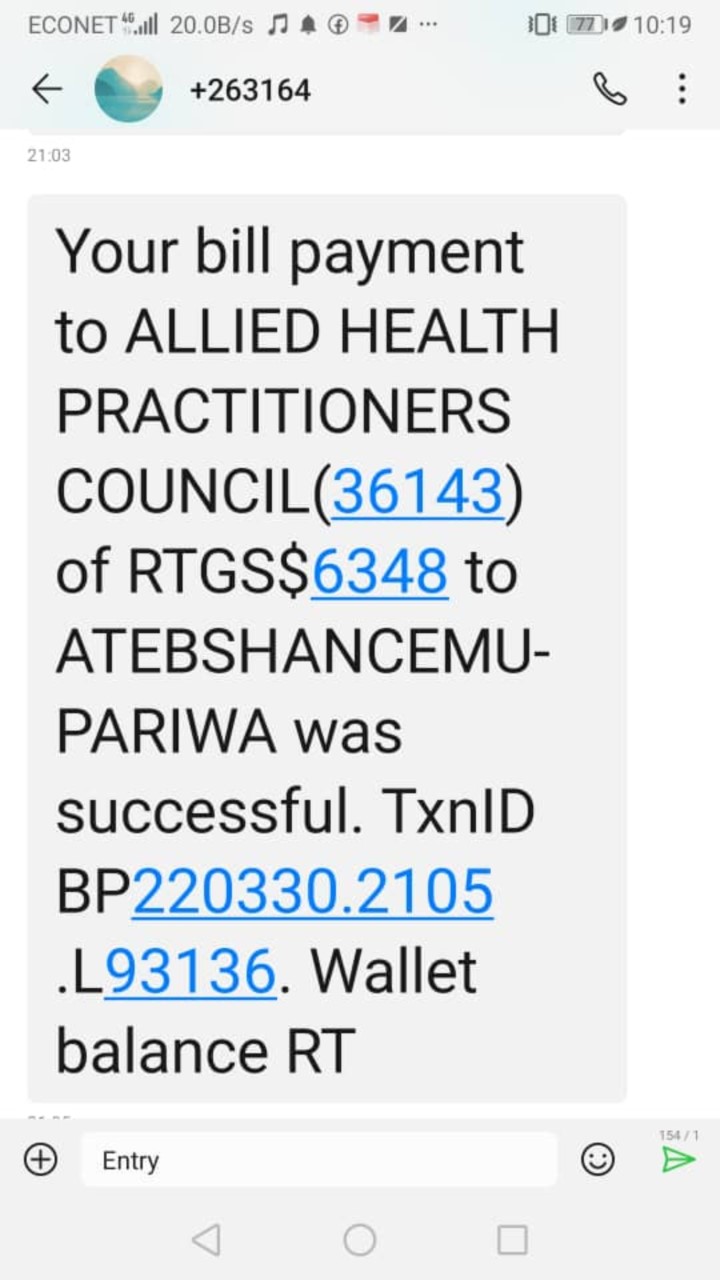 ECONET 4G 20.0B/s ... 77 10:19
+263164
21:03
Your bill payment
to ALLIED HEALTH
PRACTITIONERS
COUNCIL(36143)
of RTGS$6348 to
ATEBSHANCEMU-
PARIWA was
successful. TxnID
BP220330.2105
.L93136. Wallet
balance RT
154/1
Entry